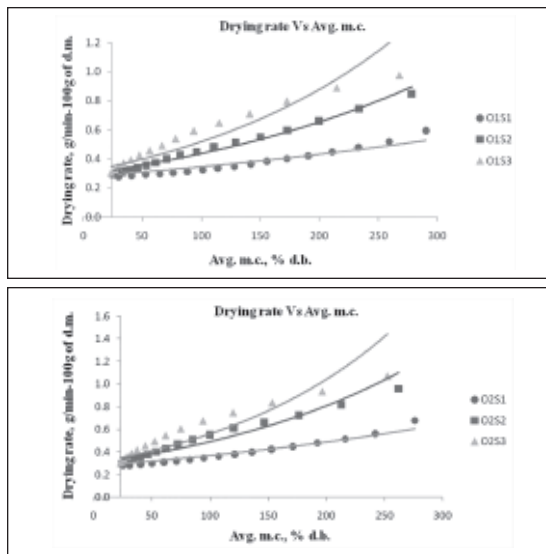 Drying rate Vs Avg. m.c.
Drying rate, g/min-100g of d.m.
1.2
1.0
0.8
0.6
0.4
0.2
0.0
0 50 100 150 200 250 300
Avg. m.c., % d.b.
O1S1
O1S2
O1S3
Drying rate Vs Avg. m.c.
Drying rate, g/min-100g of d.m.
1.6
1.4
1.2
1.0
0.8
0.6
0.4
0.2
0.0
0 50 100 150 200 250 300
Avg. m.c., % d.b.
O2S1
O2S2
O2S3